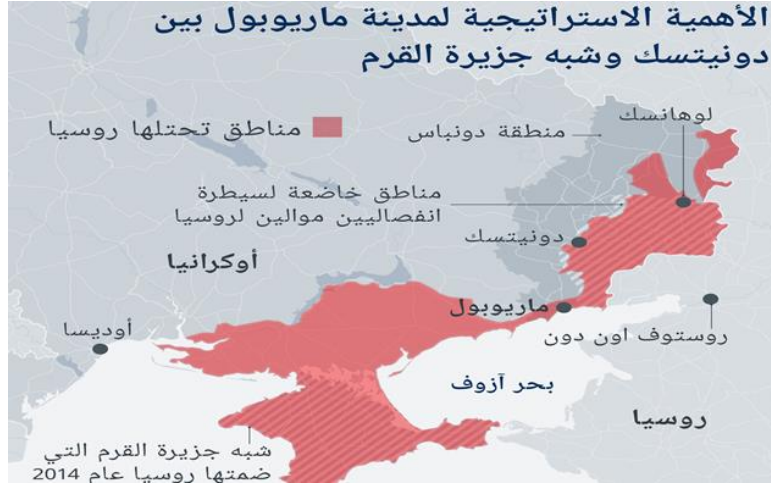 الأهمية الاستراتيجية لمدينة ماريوبول بين
دونيتسك وشبه جزيرة القرم
لوهانسك
مناطق تحتلها روسيا
منطقة دونباس
مناطق خاضعة لسيطرة
انفصاليين موالين لروسيا
دونيتسك
أوكرانيا
ماريوبول
أوديسا
روستوف اون دون
بحر آزوف
روسيا
شبه جزيرة القرم التي
ضمتها روسيا عام 2014